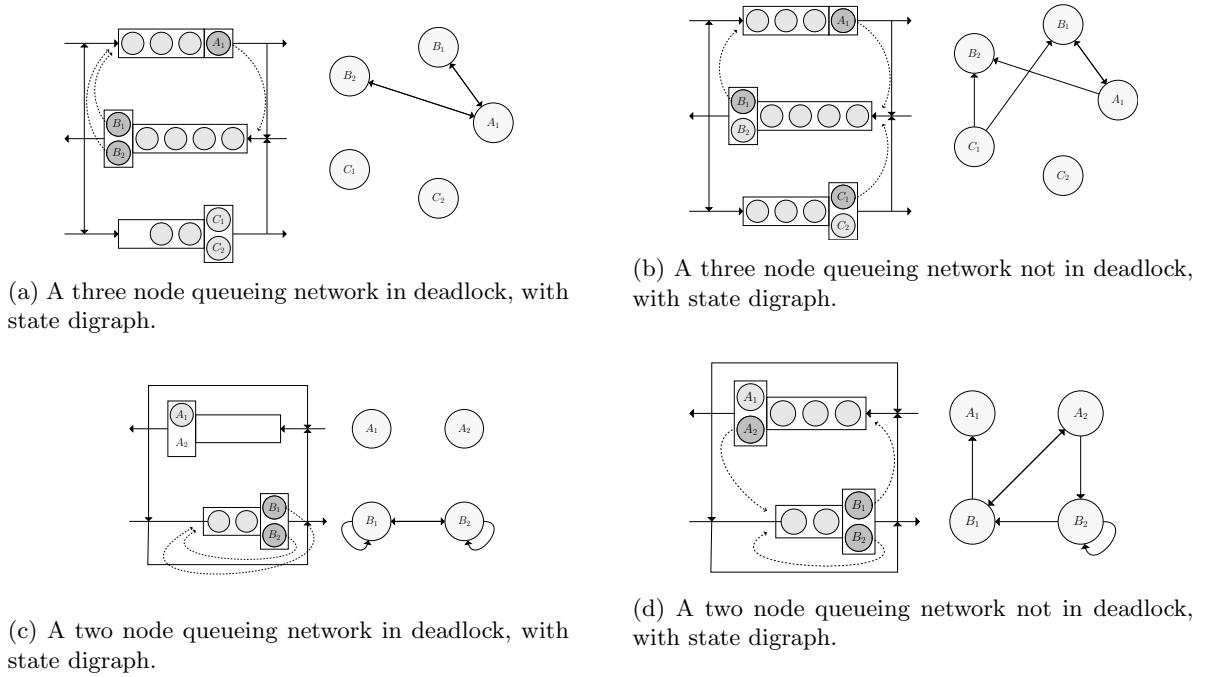 A₁
B₁
B₂
C₁
C₂
B₁
B₂
A₁
C₁
C₂
(a) A three node queueing network in deadlock, with
state digraph.
A₁
B₁
B₂
C₁
C₂
B₁
B₂
A₁
C₁
C₂
(b) A three node queueing network not in deadlock,
with state digraph.
A₁
A₂
B₁
B₂
A₁
A₂
B₁
B₂
(c) A two node queueing network in deadlock, with
state digraph.
A₁
A₂
B₁
B₂
A₁
A₂
B₁
B₂
(d) A two node queueing network not in deadlock,
with state digraph.